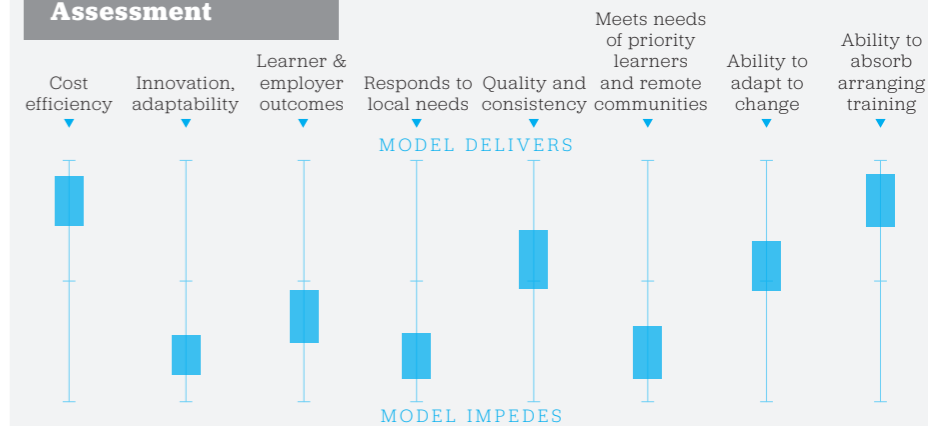 Assessment
Cost
efficiency
Innovation,
adaptability
Learner &
employer
outcomes
Responds to
local needs
Quality and
consistency
Meets needs
of priority
learners
and remote
communities
Ability to
adapt to
change
Ability to
absorb
arranging
training
MODEL DELIVERS
MODEL IMPEDES